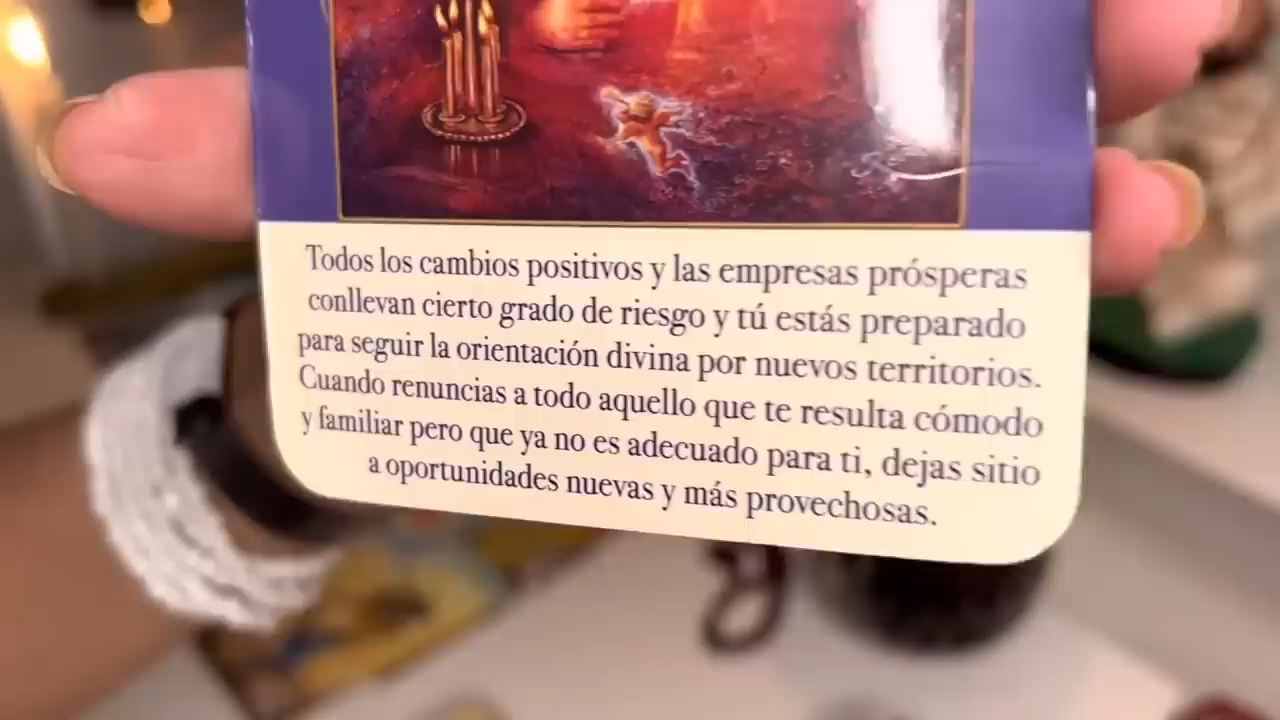 Todos los cambios positivos y las empresas prósperas
conllevan cierto grado de riesgo y tú estás preparado
para seguir la orientación divina por nuevos territorios.
Cuando renuncias a todo aquello que te resulta cómodo
y familiar pero que ya no es adecuado para ti, dejas sitio
a oportunidades nuevas y más provechosas.